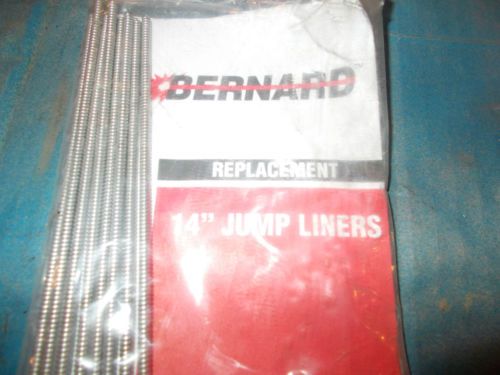 BERNARD
REPLACEMENT
14" JUMP LINERS